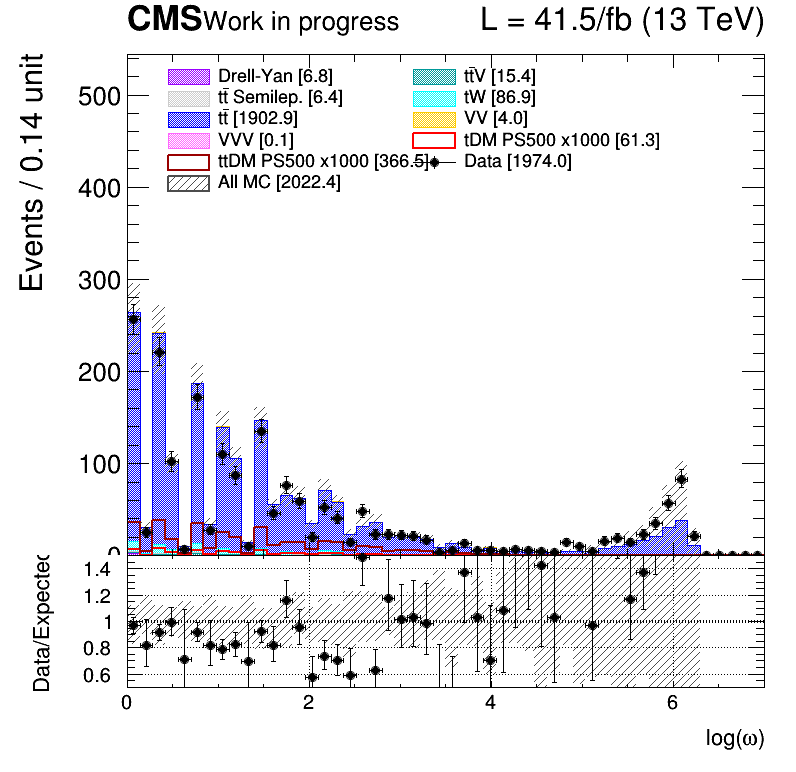 CMS Work in progress L = 41.5/fb (13 TeV)
Events / 0.14 unit
500
400
300
200
100
0
Drell-Yan [6.8]
tt̄V [15.4]
tt̄ Semilep. [6.4]
tW [86.9]
tt̄ [1902.9]
VV [4.0]
VVV [0.1]
tDM PS500 x1000 [61.3]
ttDM PS500 x1000 [366.5]
Data [1974.0]
All MC [2022.4]
Data/Expected
1.4
1.2
1
0.8
0.6
0 2 4 6
log(ω)